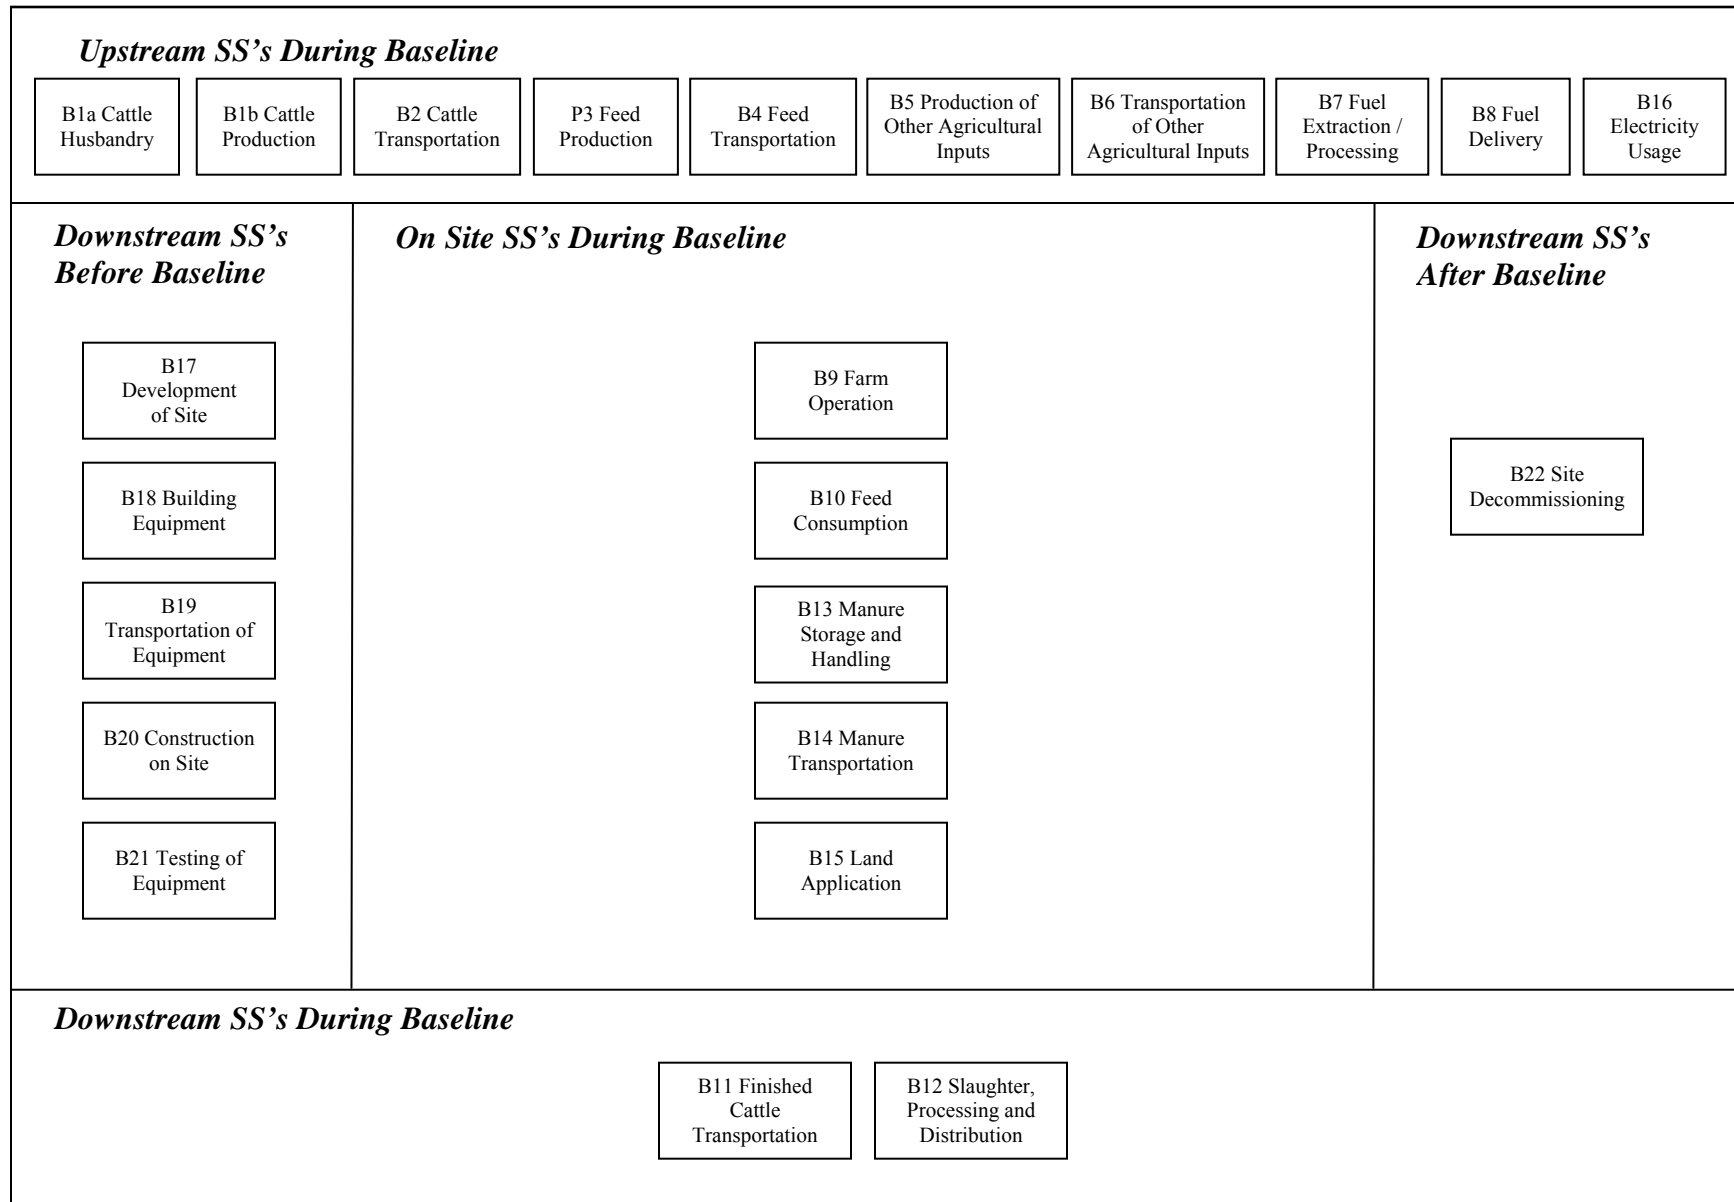 Upstream SS’s During Baseline
B1a Cattle
Husbandry
B1b Cattle
Production
B2 Cattle
Transportation
P3 Feed
Production
B4 Feed
Transportation
B5 Production of
Other Agricultural
Inputs
B6 Transportation
of Other
Agricultural Inputs
B7 Fuel
Extraction /
Processing
B8 Fuel
Delivery
B16
Electricity
Usage
Downstream SS’s
Before Baseline
B17
Development
of Site
B18 Building
Equipment
B19
Transportation of
Equipment
B20 Construction
on Site
B21 Testing of
Equipment
On Site SS’s During Baseline
B9 Farm
Operation
B10 Feed
Consumption
B13 Manure
Storage and
Handling
B14 Manure
Transportation
B15 Land
Application
Downstream SS’s
After Baseline
B22 Site
Decommissioning
Downstream SS’s During Baseline
B11 Finished
Cattle
Transportation
B12 Slaughter,
Processing and
Distribution